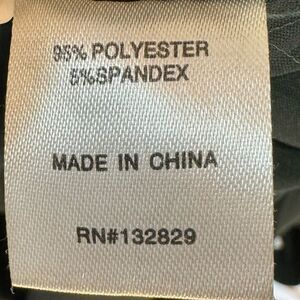 95% POLYESTER
5%SPANDEX
MADE IN CHINA
RN#132829